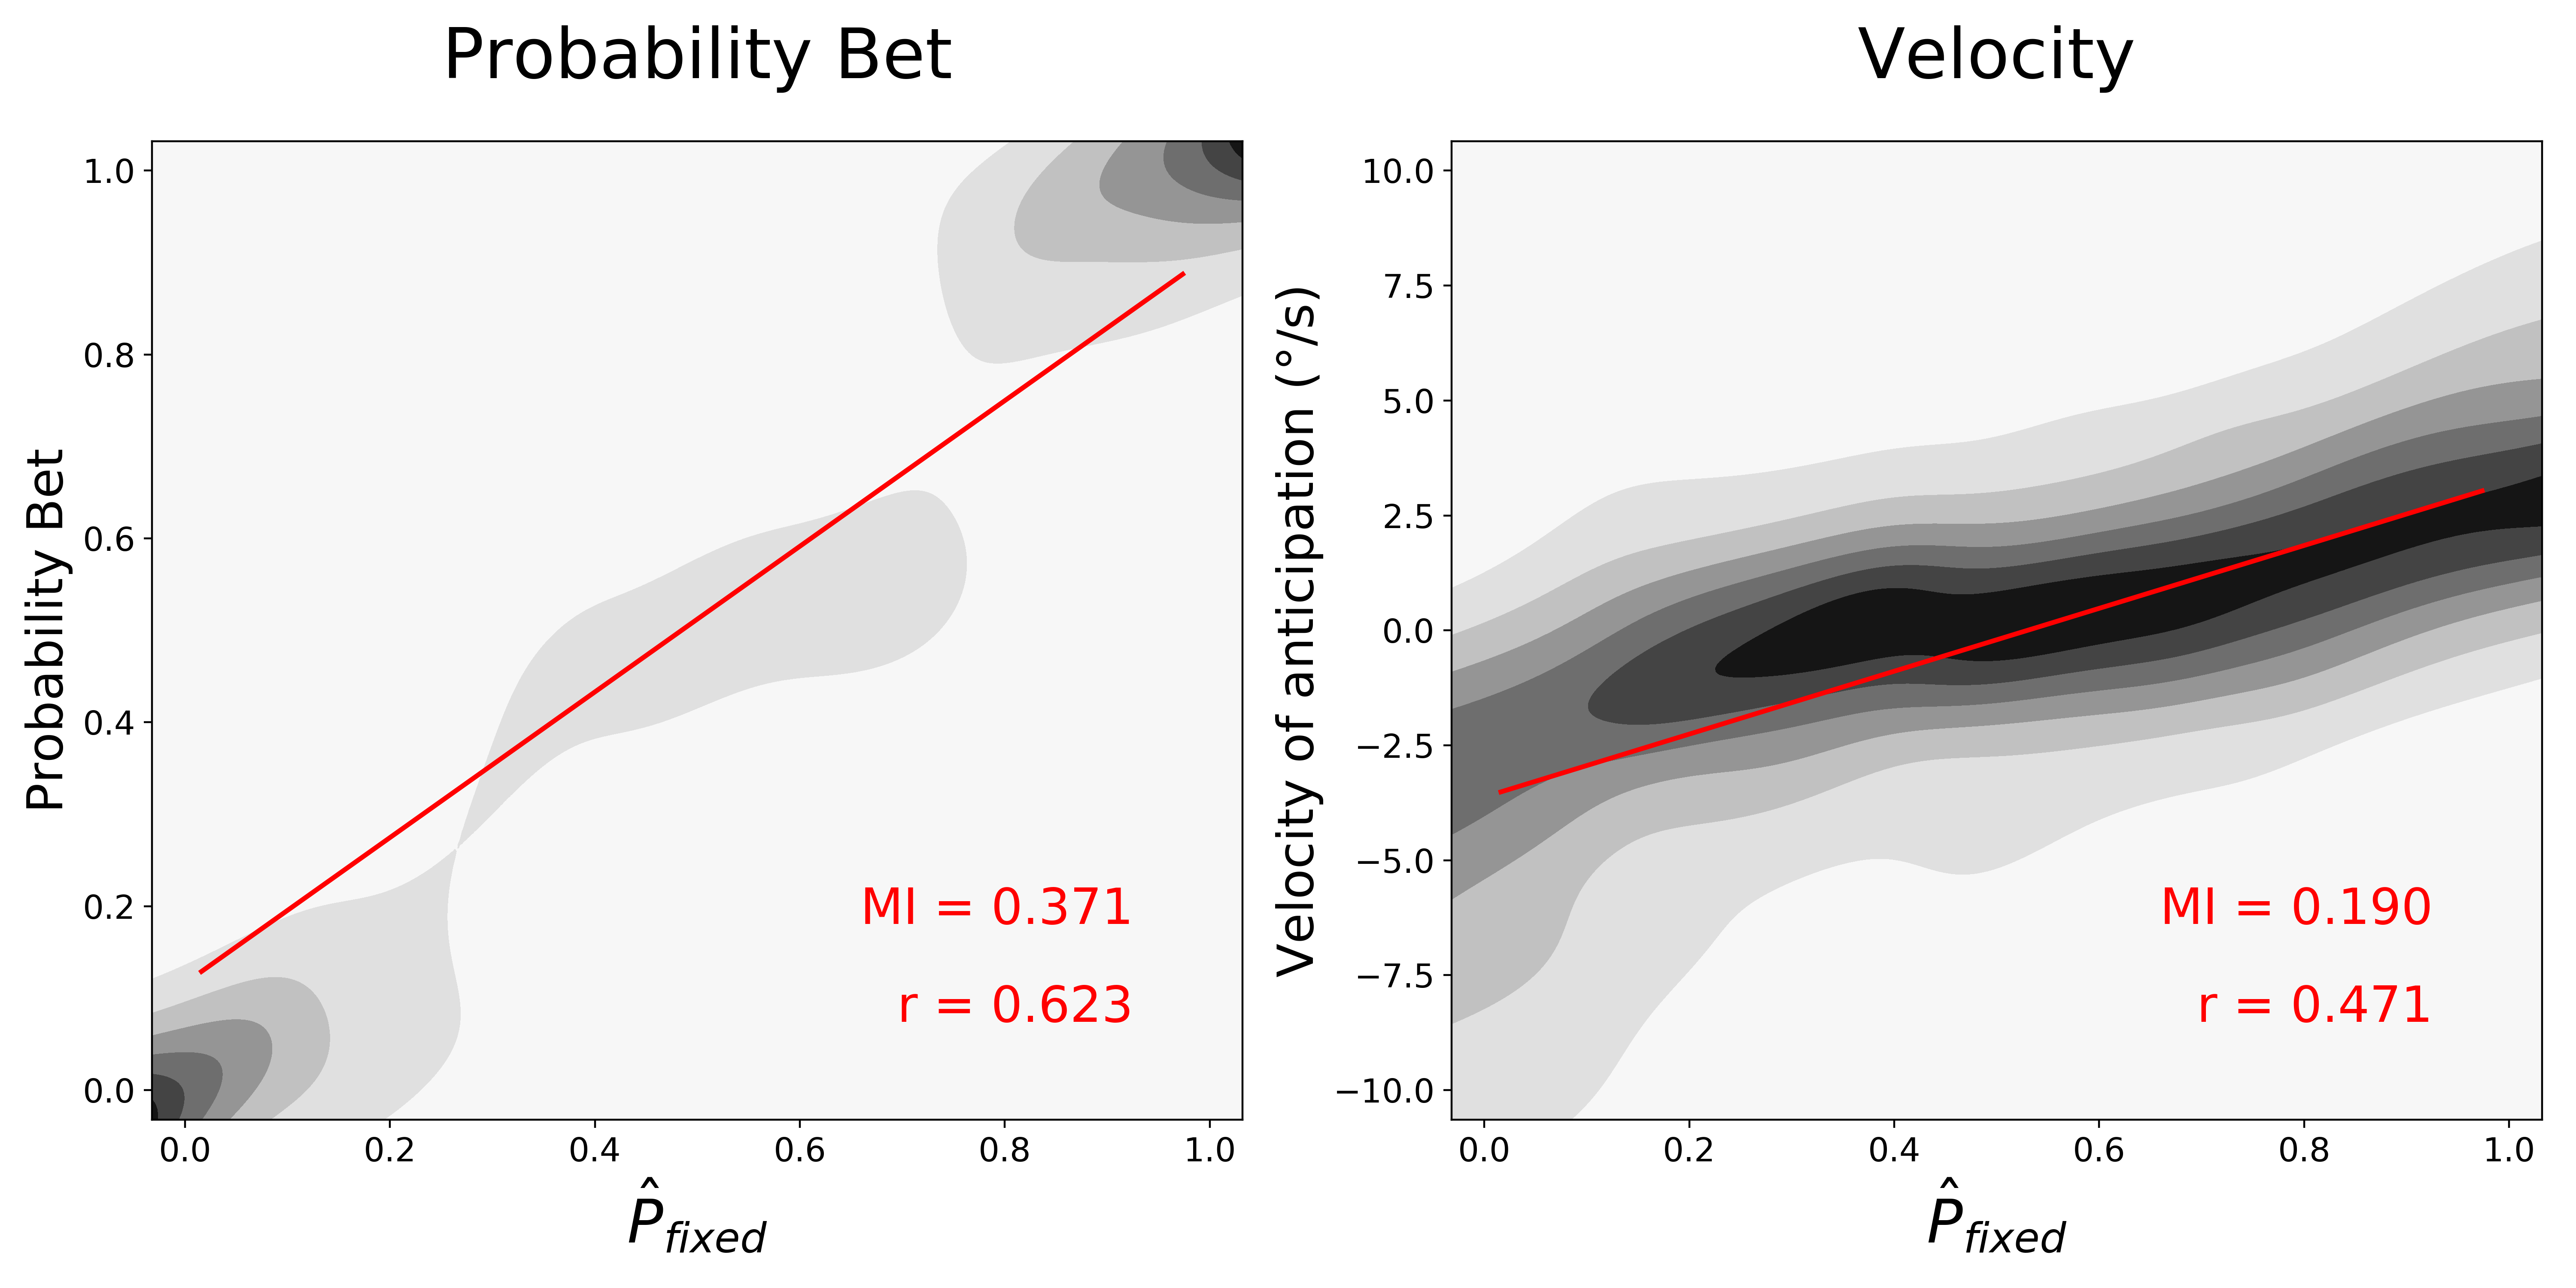 Probability Bet
1.0
0.8
0.6
0.4
0.2
0.0
Probability Bet
MI = 0.371
r = 0.623
0.0 0.2 0.4 0.6 0.8 1.0
P̂fixed
Velocity
10.0
7.5
5.0
2.5
0.0
−2.5
−5.0
−7.5
−10.0
Velocity of anticipation (°/s)
MI = 0.190
r = 0.471
0.0 0.2 0.4 0.6 0.8 1.0
P̂fixed